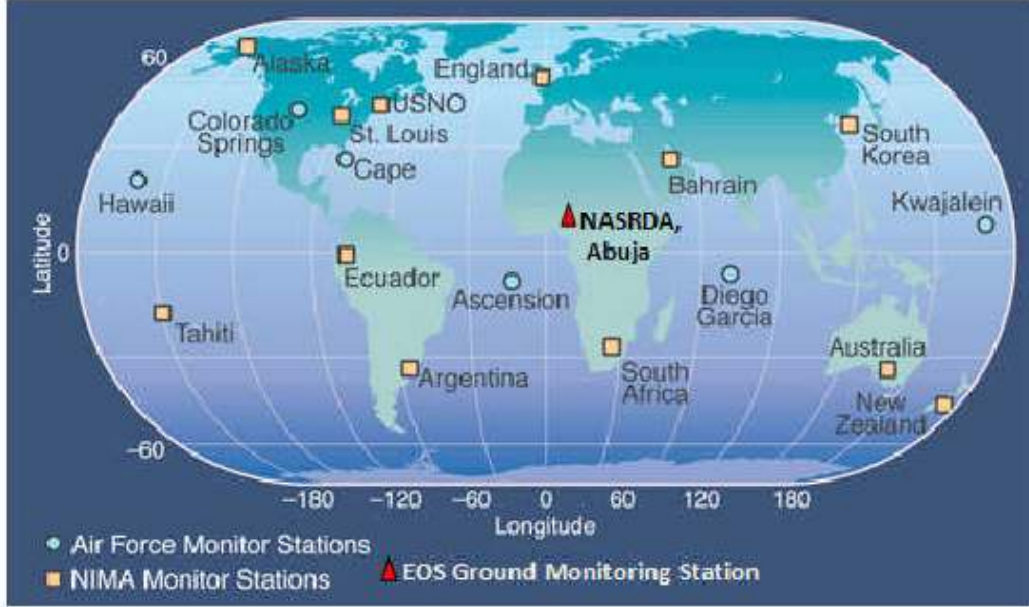 60
Alaska
England
USNO
Colorado
Springs
St. Louis
Cape
South
Korea
Bahrain
Hawaii
Kwajalein
NASRDA,
Abuja
Latitude
0
Ecuador
Ascension
Diego
Garcia
Tahiti
Australia
Argentina
South
Africa
New
Zealand
−60
−180 −120 −60 0 60 120 180
Longitude
Air Force Monitor Stations
NIMA Monitor Stations
EOS Ground Monitoring Station